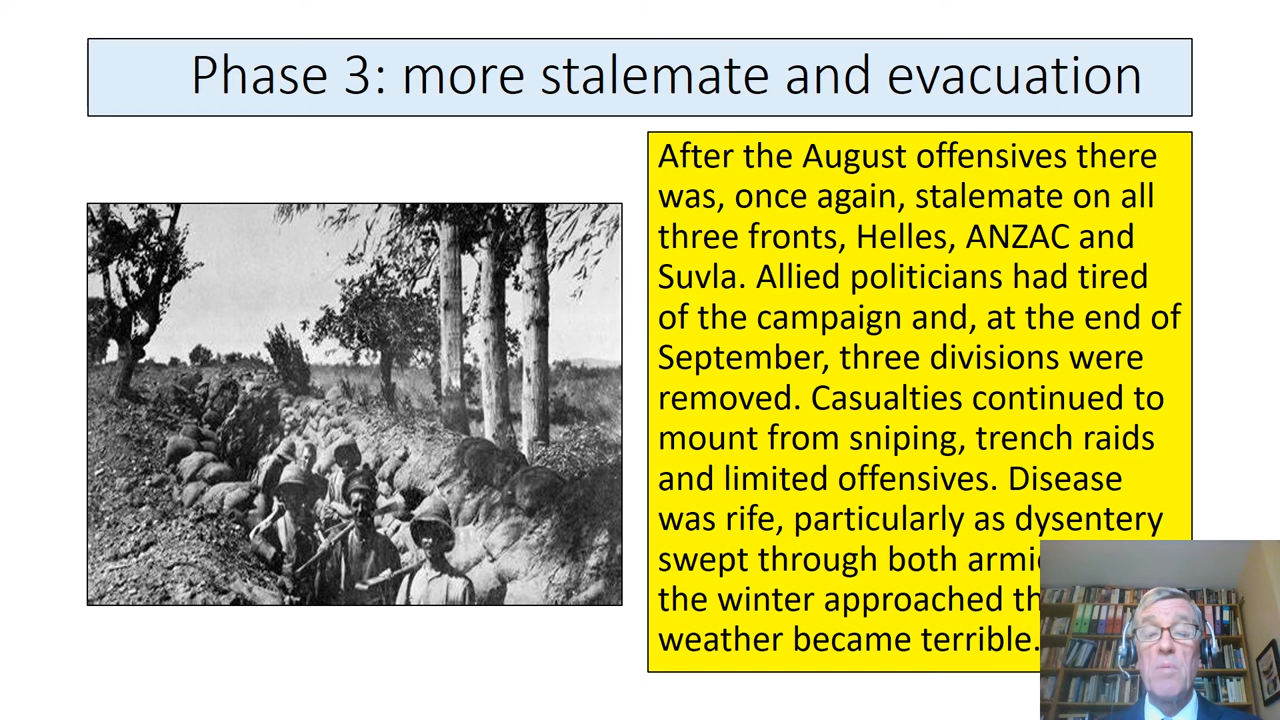 Phase 3: more stalemate and evacuation
After the August offensives there
was, once again, stalemate on all
three fronts, Helles, ANZAC and
Suvla. Allied politicians had tired
of the campaign and, at the end of
September, three divisions were
removed. Casualties continued to
mount from sniping, trench raids
and limited offensives. Disease
was rife, particularly as dysentery
swept through both
the winter approached
weather became terrible.